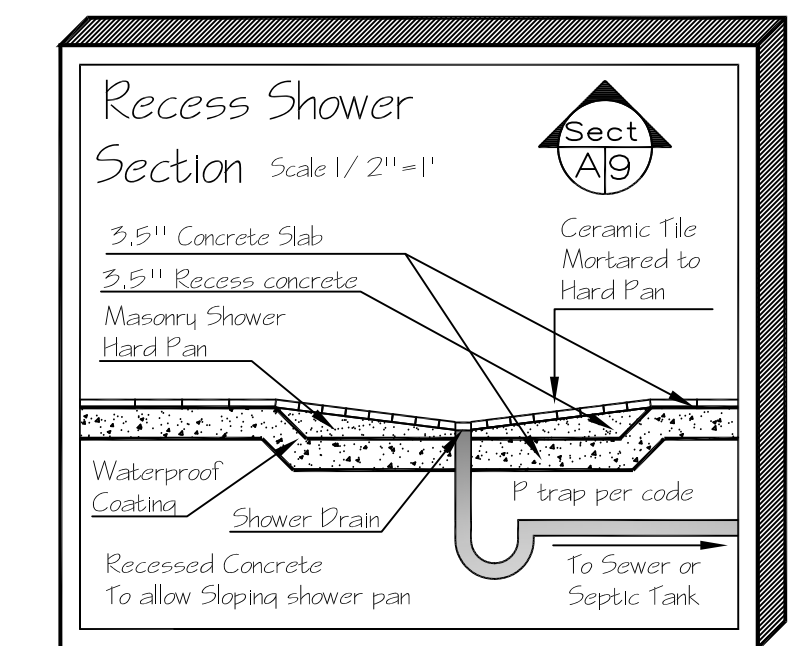 Recess Shower
Section Scale 1/ 2"=1'
Sect
A 9
3.5" Concrete Slab
3.5" Recess concrete
Masonry Shower
Hard Pan
Ceramic Tile
Mortared to
Hard Pan
Waterproof
Coating
Shower Drain
P trap per code
Recessed Concrete
To allow Sloping shower pan
To Sewer or
Septic Tank